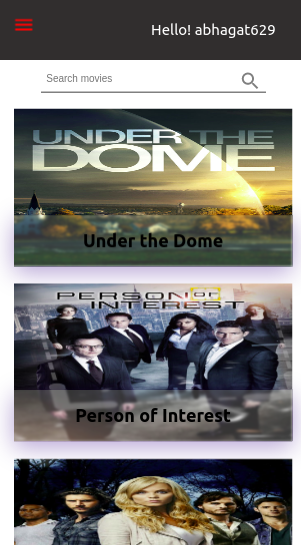 Hello! abhagat629
Search movies
UNDER THE
DOME
Under the Dome
PERSON OF
INTEREST
Person of Interest